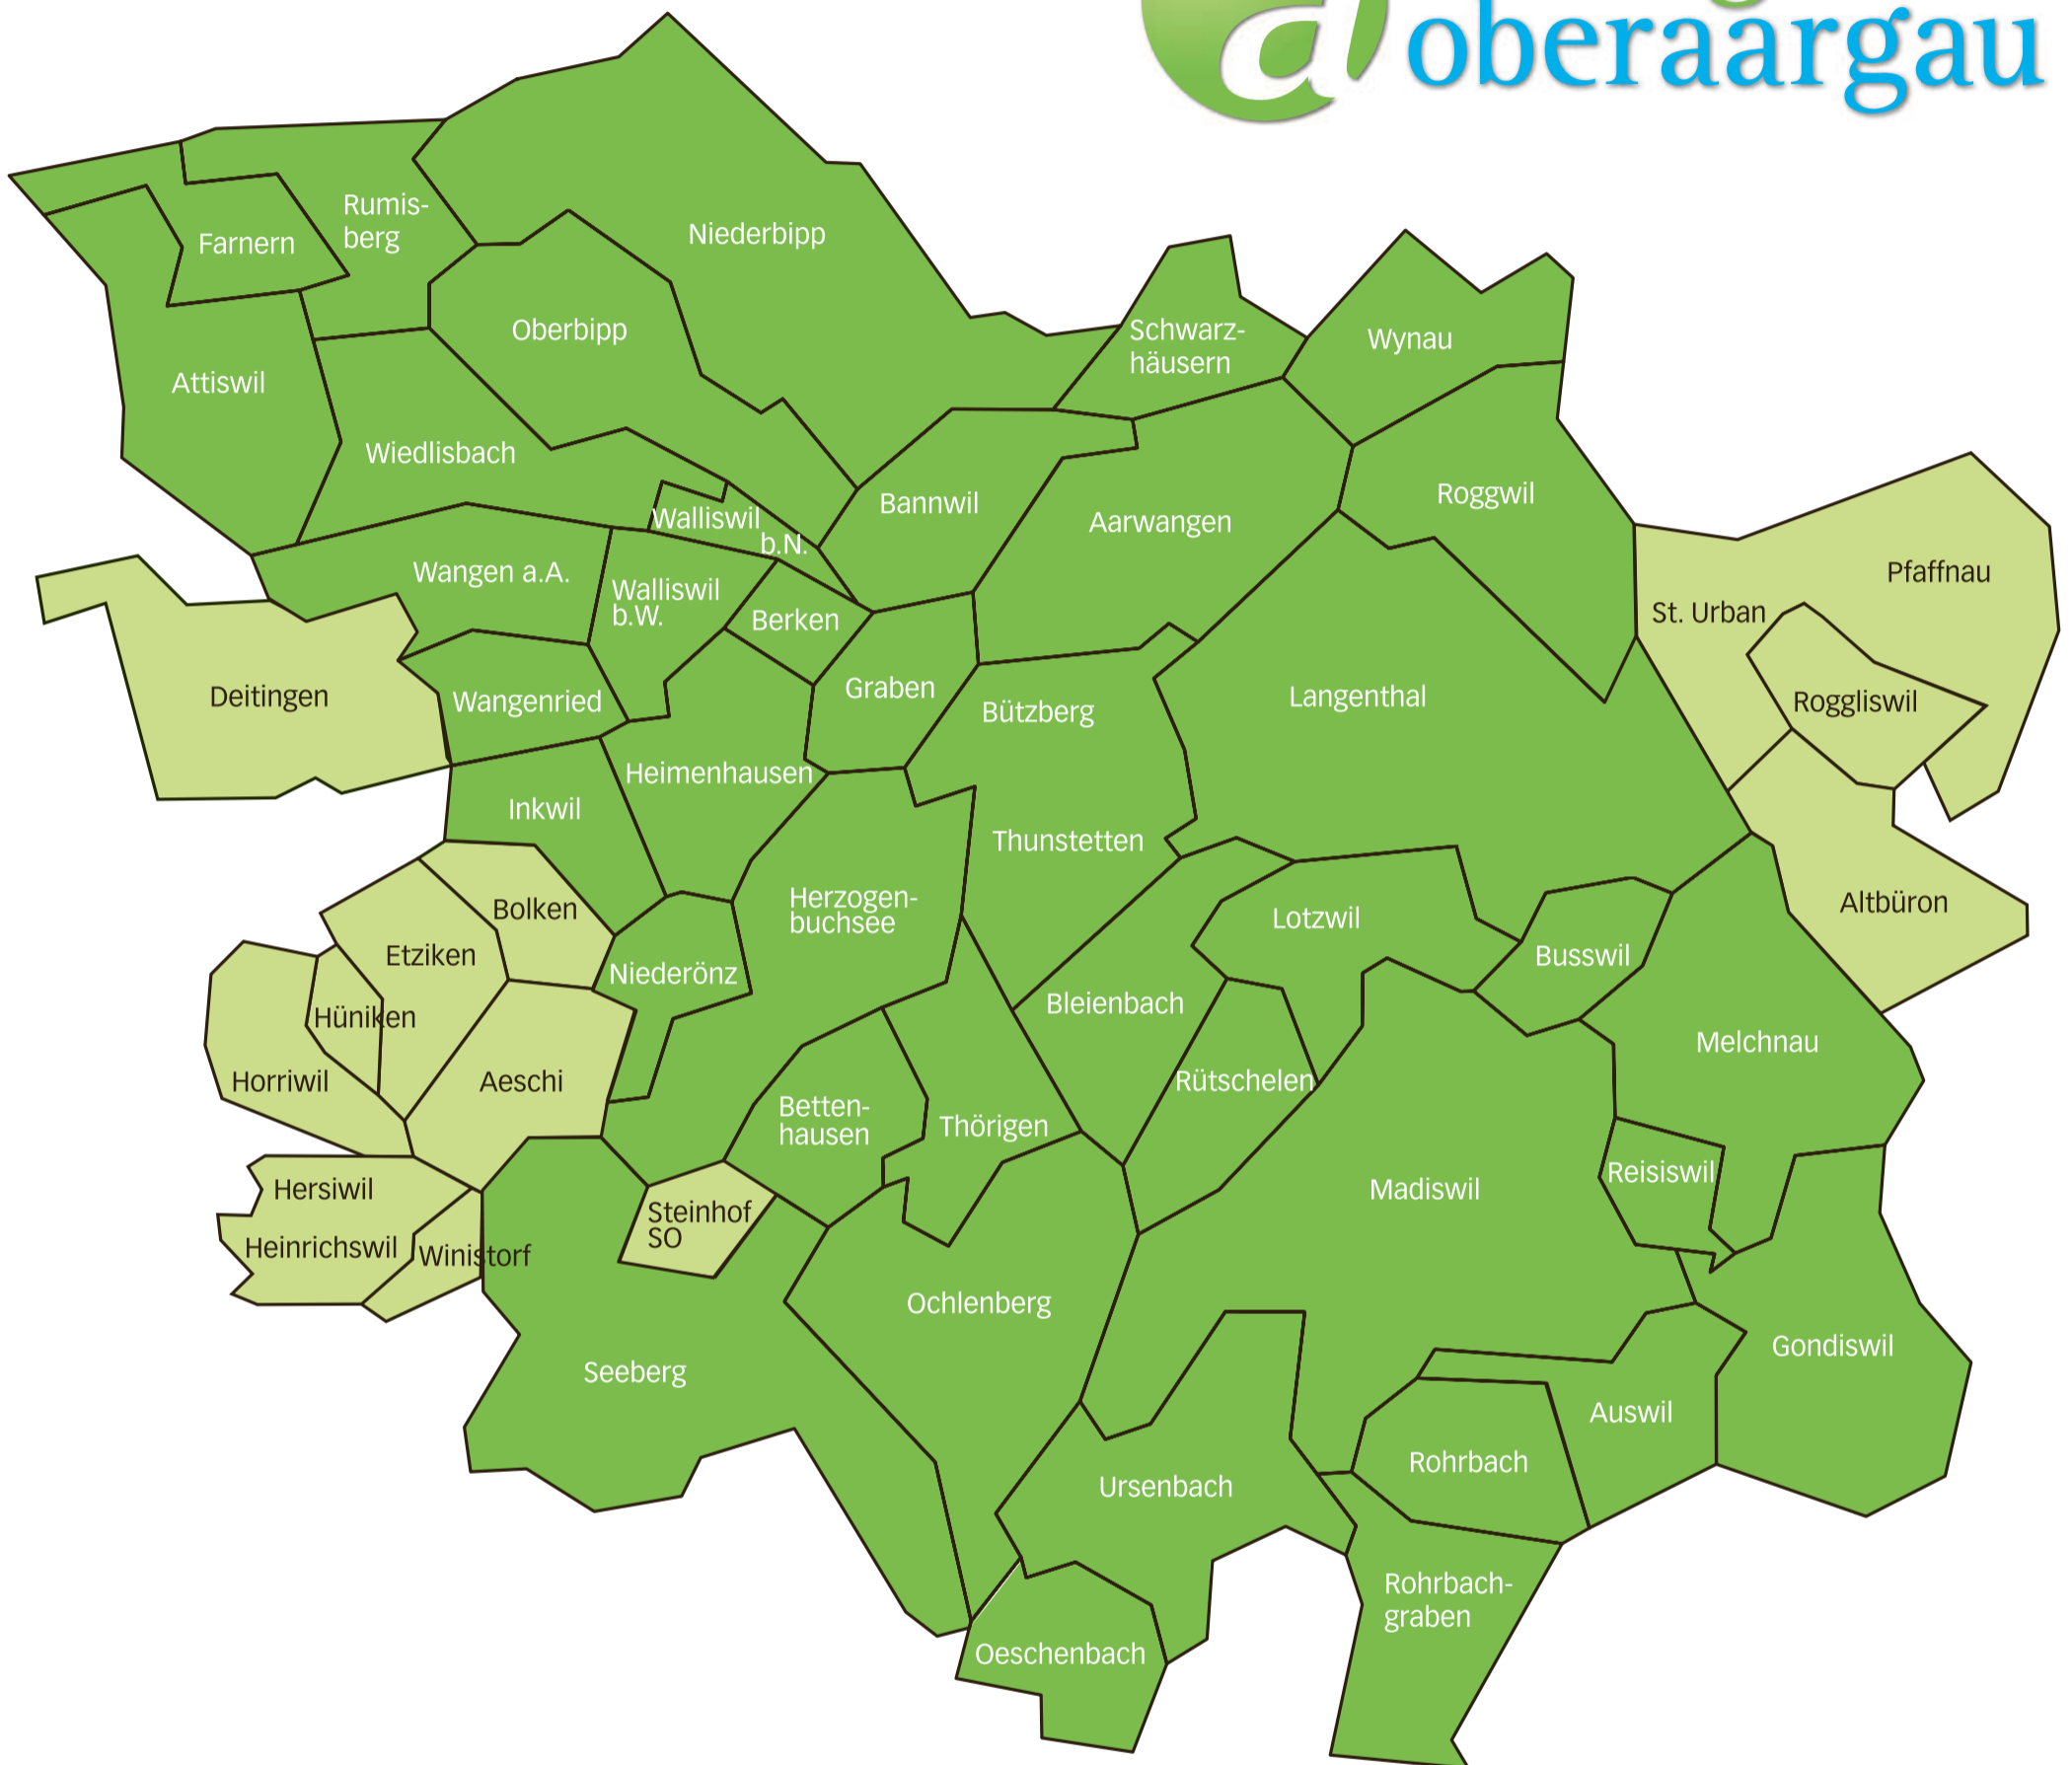 oberaargau
Rumis-
berg
Farnern
Niederbipp
Oberbipp
Schwarz-
häusern
Wynau
Attiswil
Wiedlisbach
Bannwil
Aarwangen
Roggwil
Walliswil
b.N.
Wangen a.A.
Walliswil
b.W.
Berken
Pfaffnau
St. Urban
Deitingen
Wangenried
Graben
Bützberg
Langenthal
Roggliswil
Heimenhausen
Inkwil
Thunstetten
Herzogen-
buchsee
Bolken
Etziken
Niederönz
Lotzwil
Busswil
Altbüron
Hüniken
Bleienbach
Melchnau
Horriwil
Aeschi
Rütschelen
Betten-
hausen
Thörigen
Reisiswil
Madiswil
Hersiwil
Steinhof
SO
Heinrichswil
Winistorf
Ochlenberg
Seeberg
Gondiswil
Auswil
Rohrbach
Ursenbach
Rohrbach-
graben
Oeschenbach